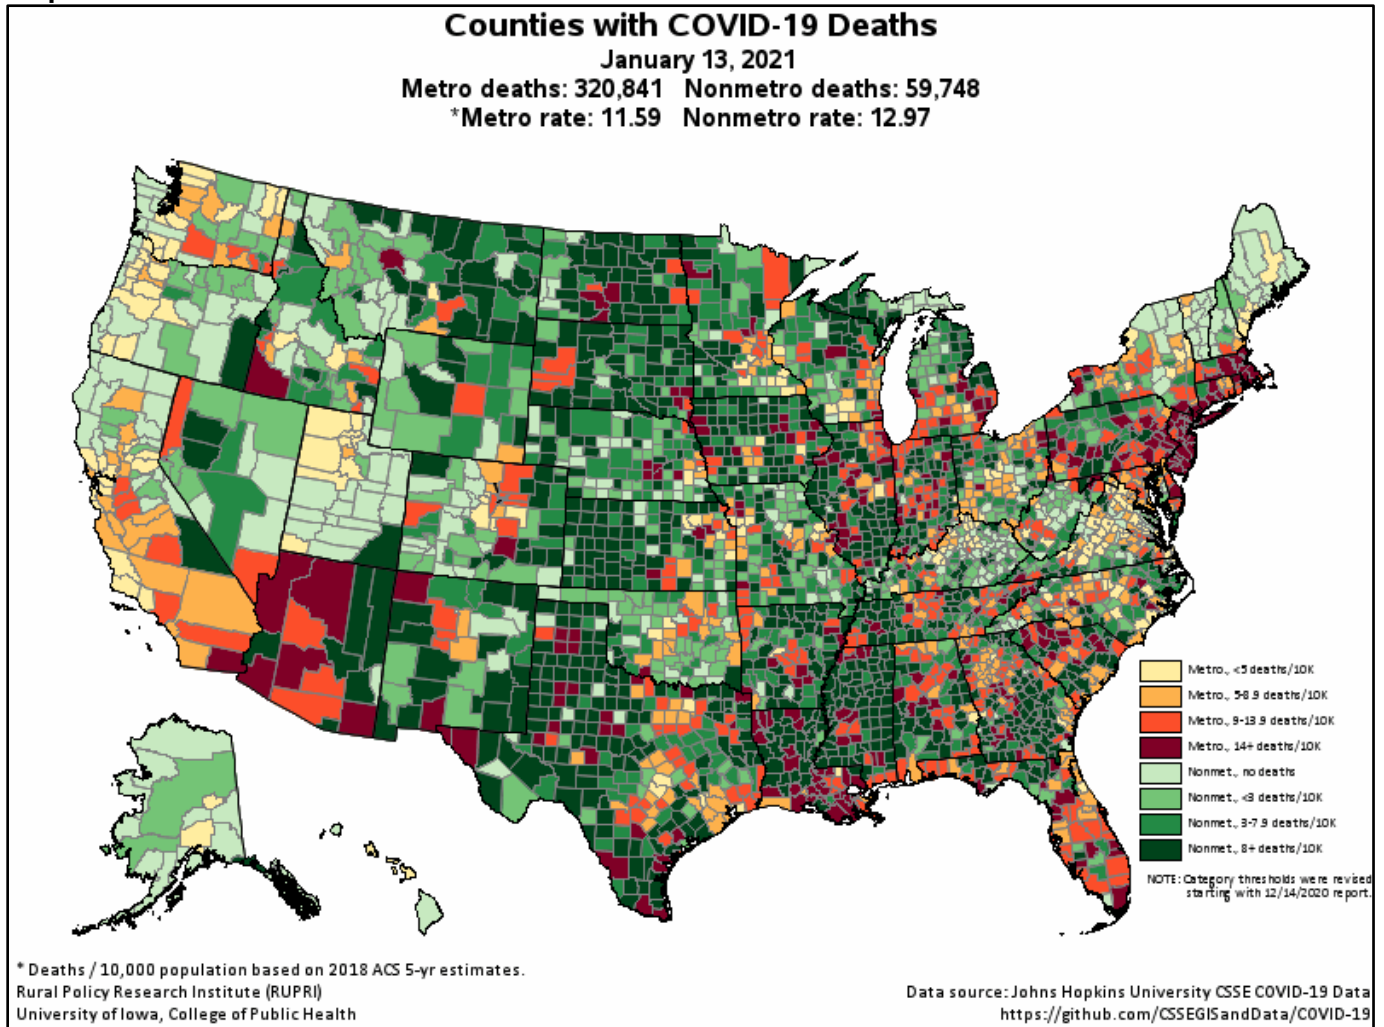 Counties with COVID-19 Deaths
January 13, 2021
Metro deaths: 320,841 Nonmetro deaths: 59,748
*Metro rate: 11.59 Nonmetro rate: 12.97
Metro., <5 deaths/10K
Metro., 5-8.9 deaths/10K
Metro., 9-13.9 deaths/10K
Metro., 14+ deaths/10K
Nonmet., no deaths
Nonmet., <3 deaths/10K
Nonmet., 3-7.9 deaths/10K
Nonmet., 8+ deaths/10K
NOTE: Category thresholds were revised
starting with 12/14/2020 report.
* Deaths / 10,000 population based on 2018 ACS 5-yr estimates.
Rural Policy Research Institute (RUPRI)
University of Iowa, College of Public Health
Data source: Johns Hopkins University CSSE COVID-19 Data
https://github.com/CSSEGISandData/COVID-19